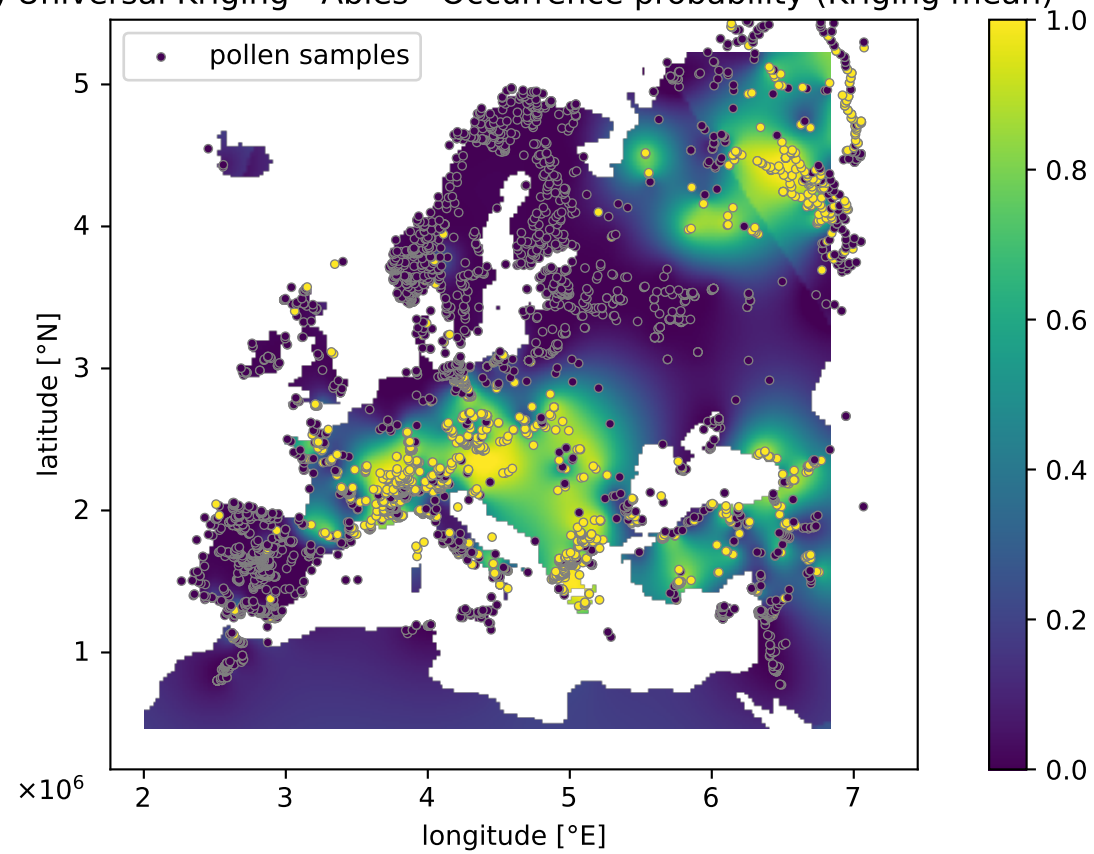 ) Universal Kriging - Abies - Occurrence probability (Kriging mean)
pollen samples
latitude [°N]
5
4
3
2
1
×10⁶
2 3 4 5 6 7
longitude [°E]
1.0
0.8
0.6
0.4
0.2
0.0